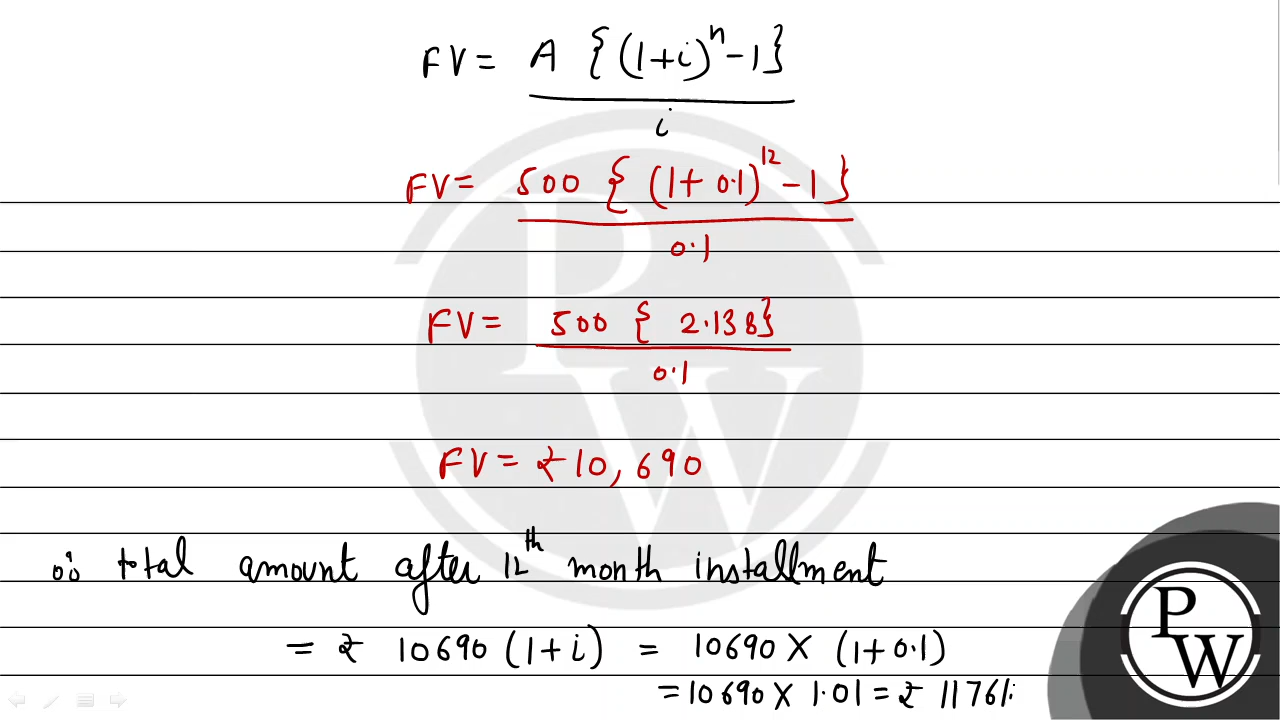 FV = A {(1+i)^n - 1}
i
FV = 500 { (1+ 0.1)^12 - 1 }
0.1
FV = 500 { 2.138}
0.1
FV = ₹ 10,690
∴ total amount after 12th month installment
= ₹ 10690 (1+i) = 10690 X (1+0.1)
= 10690 X 1.01 = ₹ 11761
P
W
P
W